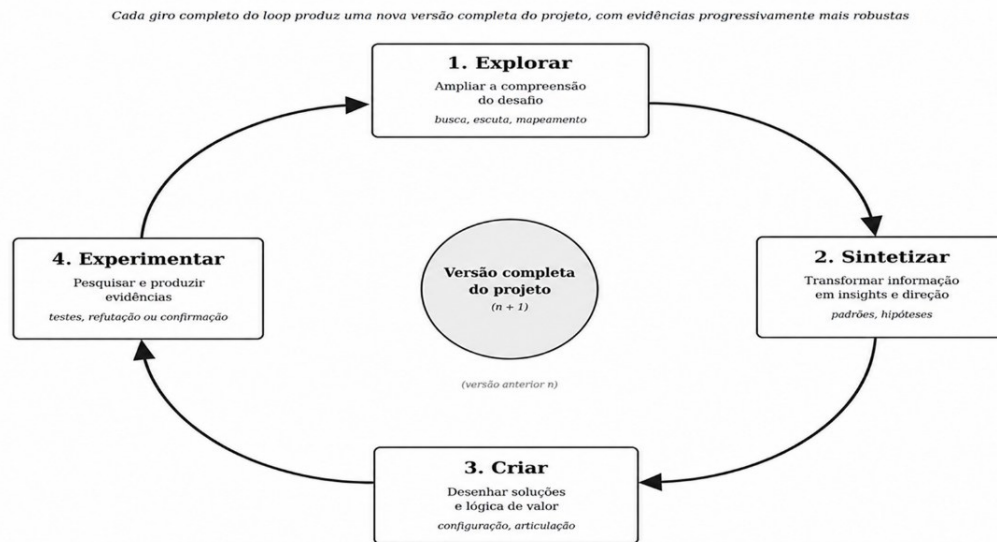 Cada giro completo do loop produz uma nova versão completa do projeto, com evidências progressivamente mais robustas
1. Explorar
Ampliar a compreensão
do desafio
busca, escuta, mapeamento
2. Sintetizar
Transformar informação
em insights e direção
padrões, hipóteses
3. Criar
Desenhar soluções
e lógica de valor
configuração, articulação
4. Experimentar
Pesquisar e produzir
evidências
testes, refutação ou confirmação
Versão completa
do projeto
(n + 1)
(versão anterior n)